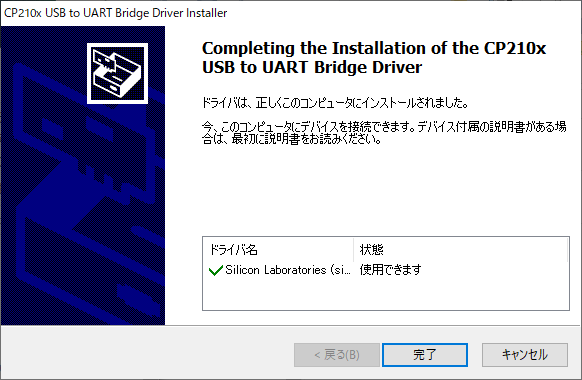 CP210x USB to UART Bridge Driver Installer
Completing the Installation of the CP210x
USB to UART Bridge Driver
ドライバは、正しくこのコンピュータにインストールされました。
今、このコンピュータにデバイスを接続できます。デバイス付属の説明書がある場
合は、最初に説明書をお読みください。
ドライバ名 状態
Silicon Laboratories (si... 使用できます
< 戻る(B) 完了 キャンセル